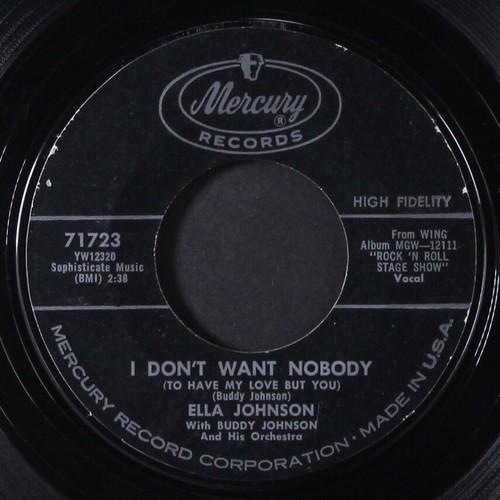 Mercury®
RECORDS
HIGH FIDELITY
71723
YW12320
Sophisticate Music
(BMI) 2:38
From WING
Album MGW—12111
"ROCK 'N ROLL
STAGE SHOW"
Vocal
I DON'T WANT NOBODY
(TO HAVE MY LOVE BUT YOU)
(Buddy Johnson)
ELLA JOHNSON
With BUDDY JOHNSON
And His Orchestra
MERCURY RECORD CORPORATION MADE IN U.S.A.